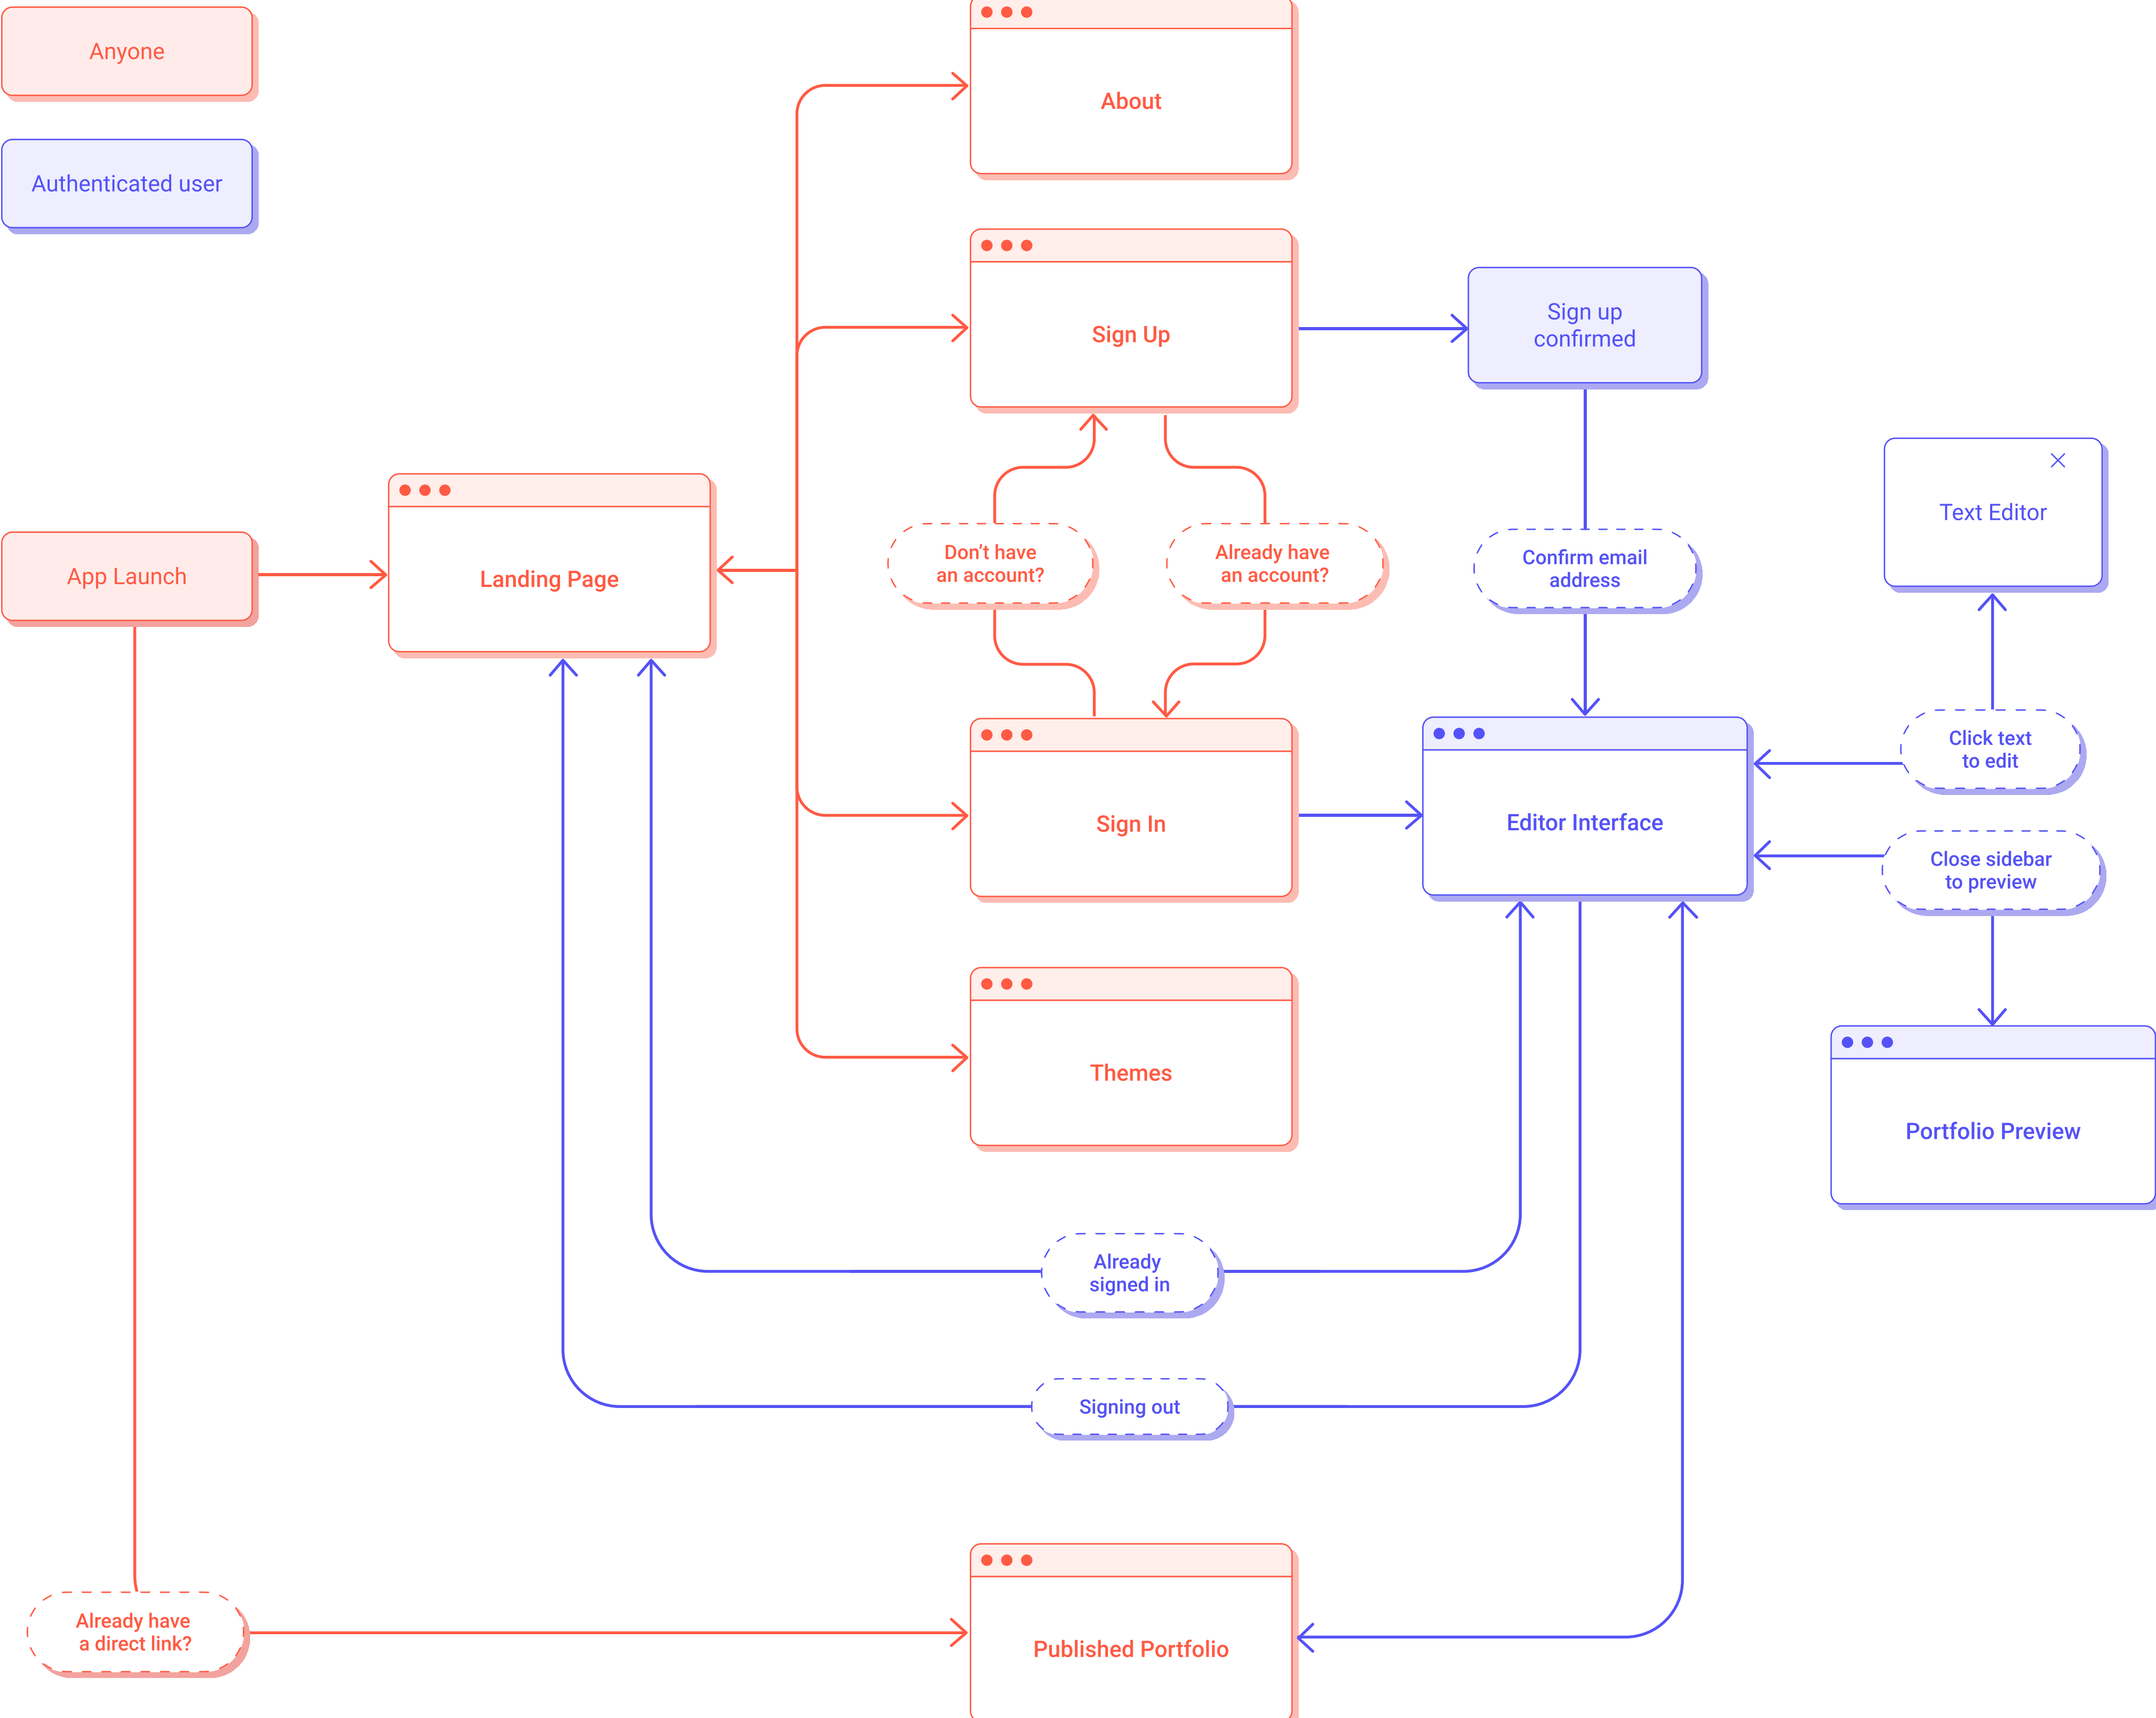 Anyone
Authenticated user
About
Sign Up
Sign up
confirmed
Text Editor
App Launch
Landing Page
Don't have
an account?
Already have
an account?
Confirm email
address
Click text
to edit
Sign In
Editor Interface
Close sidebar
to preview
Themes
Portfolio Preview
Already
signed in
Signing out
Already have
a direct link?
Published Portfolio